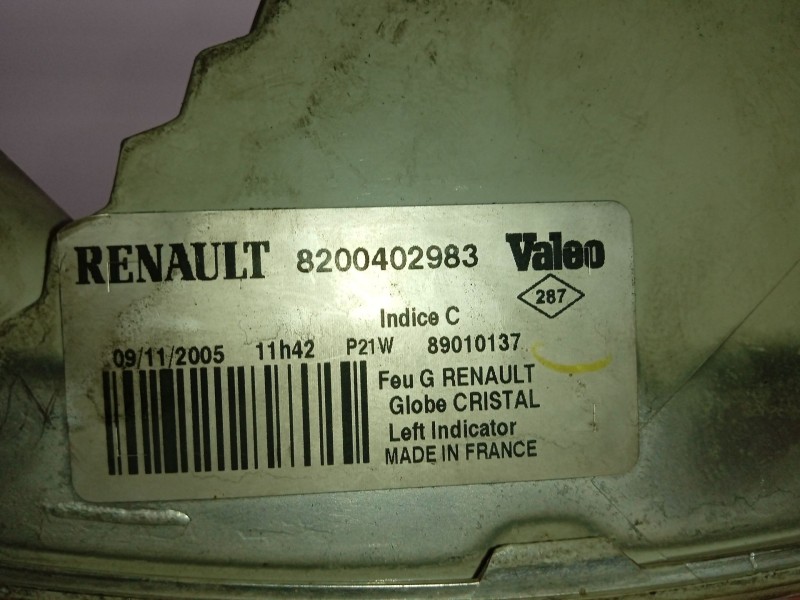 RENAULT 8200402983 Valeo
287
Indice C
09/11/2005 11h42 P21W 89010137
Feu G RENAULT
Globe CRISTAL
Left Indicator
MADE IN FRANCE